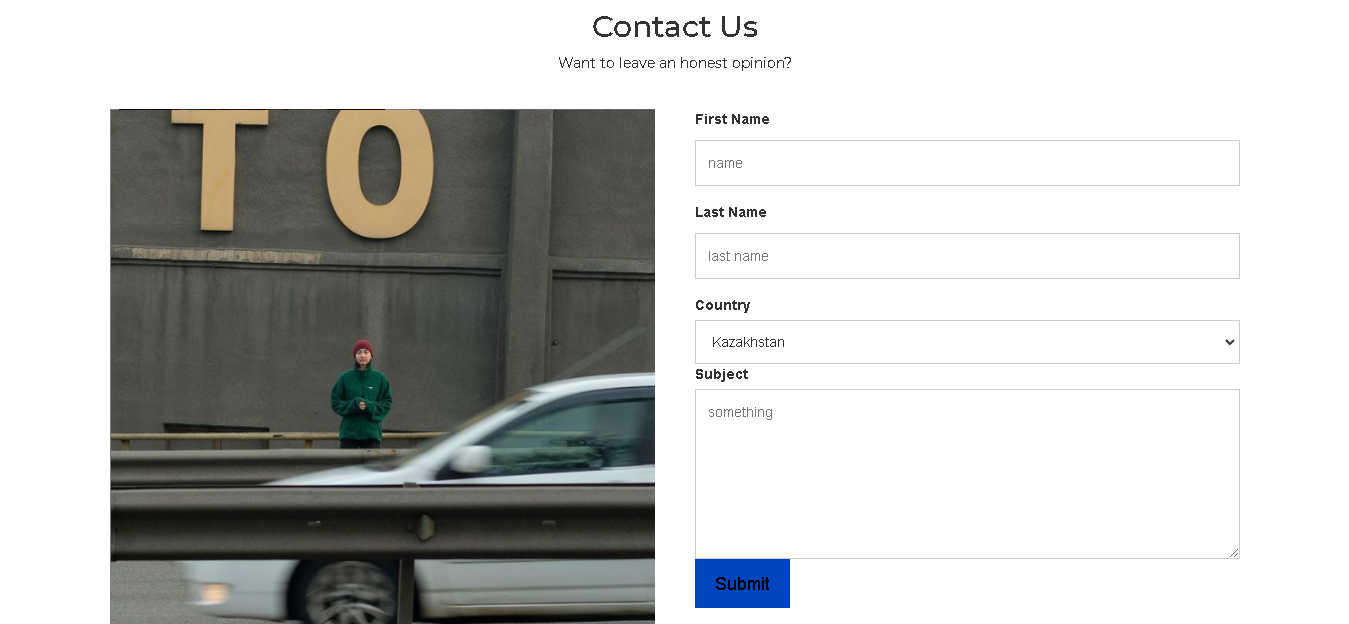 Contact Us
Want to leave an honest opinion?
TO
First Name
name
Last Name
last name
Country
Kazakhstan
Subject
something
Submit